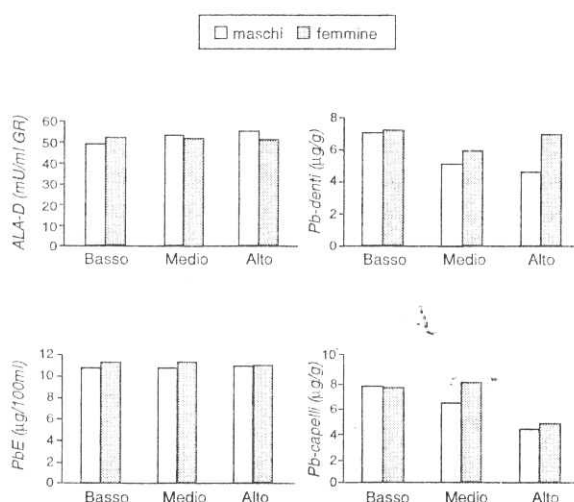 maschi femmine
ALA-D (mU/ml GR)
60
50
40
30
20
10
0
Basso Medio Alto
Pb-denti (µg/g)
8
6
4
2
0
Basso Medio Alto
PbE (µg/100ml)
12
10
8
6
4
2
0
Basso Medio Alto
Pb-capelli (µg/g)
10
8
6
4
2
0
Basso Medio Alto